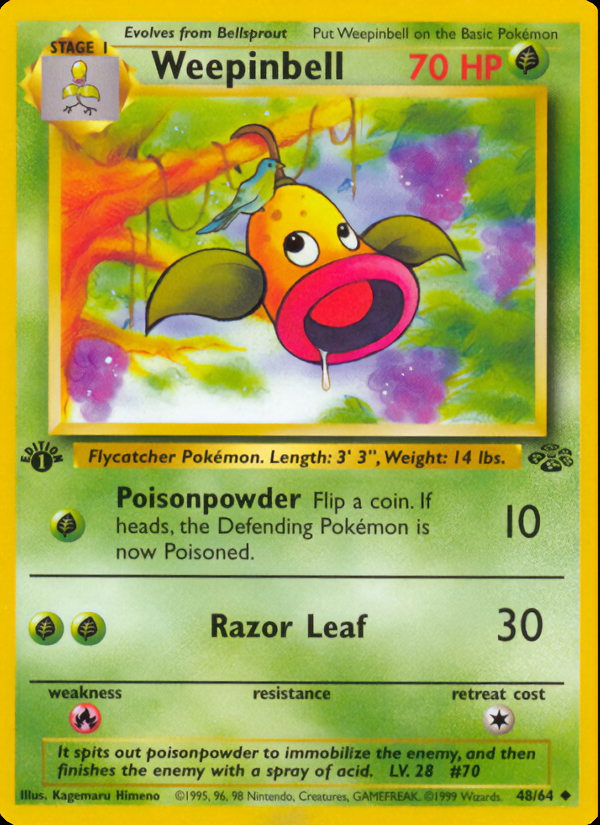 Evolves from Bellsprout Put Weepinbell on the Basic Pokémon
STAGE 1
Weepinbell 70 HP
EDITION
1
Flycatcher Pokémon. Length: 3' 3", Weight: 14 lbs.
Poisonpowder Flip a coin. If
heads, the Defending Pokémon is
now Poisoned.
10
Razor Leaf 30
weakness resistance retreat cost
It spits out poisonpowder to immobilize the enemy, and then
finishes the enemy with a spray of acid. LV. 28 #70
Illus. Kagemaru Himeno ©1995, 96, 98 Nintendo, Creatures, GAMEFREAK. ©1999 Wizards. 48/64